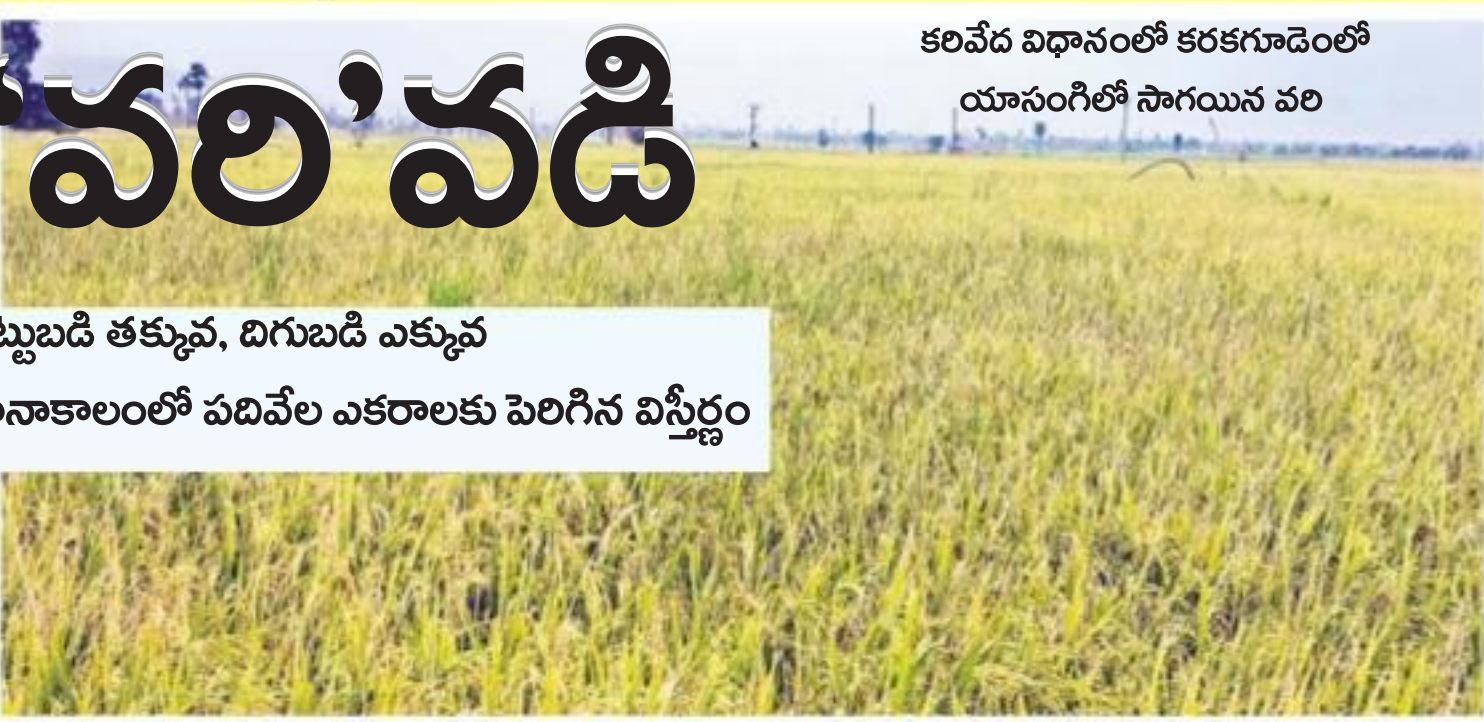 ‘వరి’వడి
కరివేద విధానంలో కరకగూడెంలో
యాసంగిలో సాగయిన వరి
తక్కువ, దిగుబడి ఎక్కువ
పదివేల ఎకరాలకు పెరిగిన విస్తీర్ణం